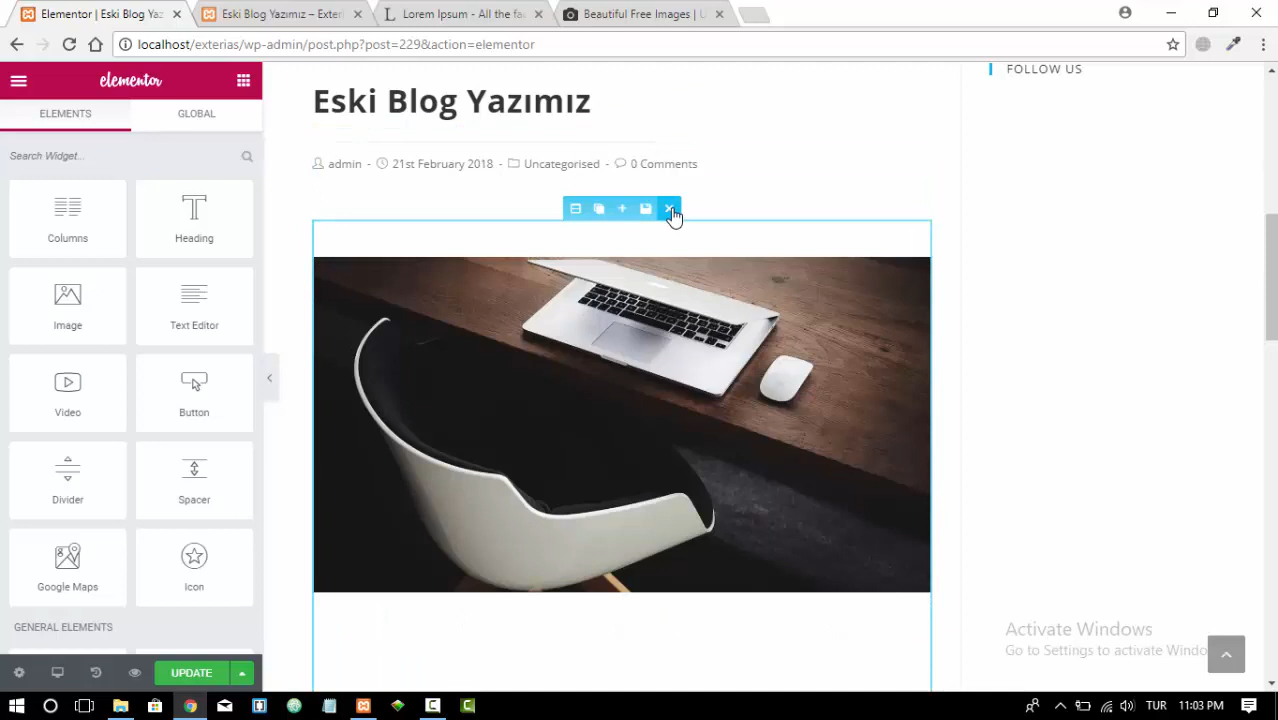 Elementor | Eski Blog Yaz
Eski Blog Yazımız – Exteri
Lorem Ipsum - All the fac
Beautiful Free Images | U
localhost/exterias/wp-admin/post.php?post=229&action=elementor
elementor
ELEMENTS
GLOBAL
Search Widget...
Columns
Heading
Image
Text Editor
Video
Button
Divider
Spacer
Google Maps
Icon
GENERAL ELEMENTS
UPDATE
FOLLOW US
Eski Blog Yazımız
admin - 21st February 2018 - Uncategorised - 0 Comments
Activate Windows
Go to Settings to activate Windo
TUR 11:03 PM